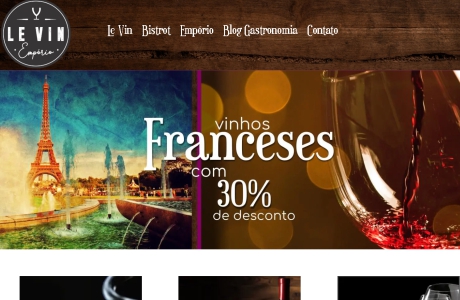 LE VIN
Empório
Le Vin Bistrot Empório Blog Gastronomia Contato
vinhos
Franceses
com
30%
de desconto